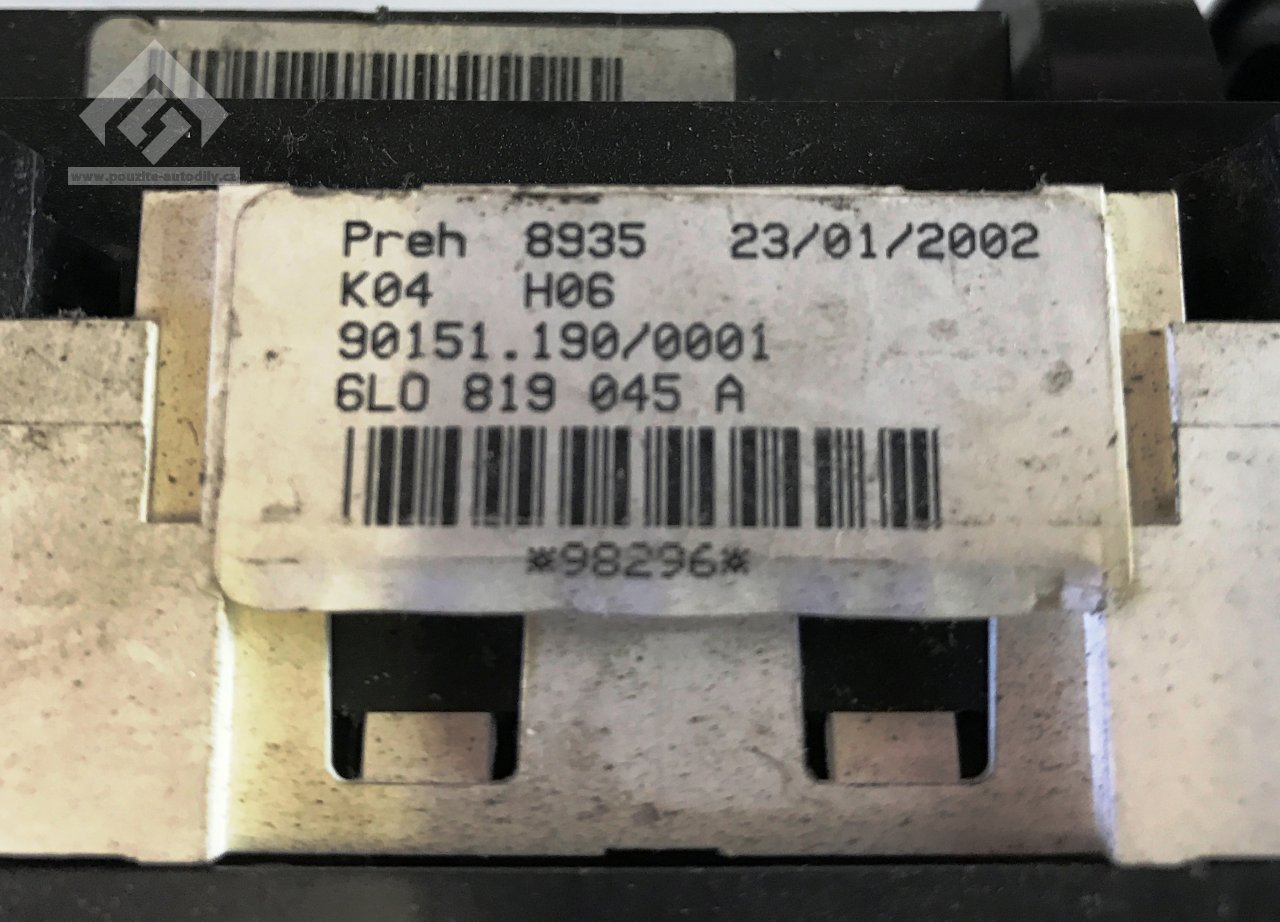 www.pouzite-autodily.cz
Preh 8935 23/01/2002
K04 H06
90151.190/0001
6L0 819 045 A
*98296*